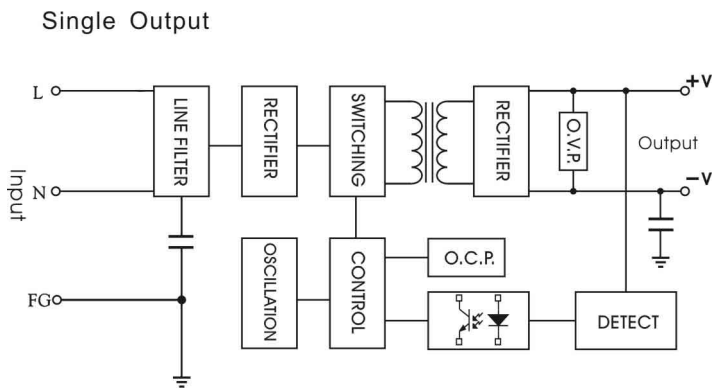 Single Output
L
N
FG
Input
LINE FILTER
RECTIFIER
SWITCHING
RECTIFIER
O.V.P.
+V
Output
−V
OSCILLATION
CONTROL
O.C.P.
DETECT